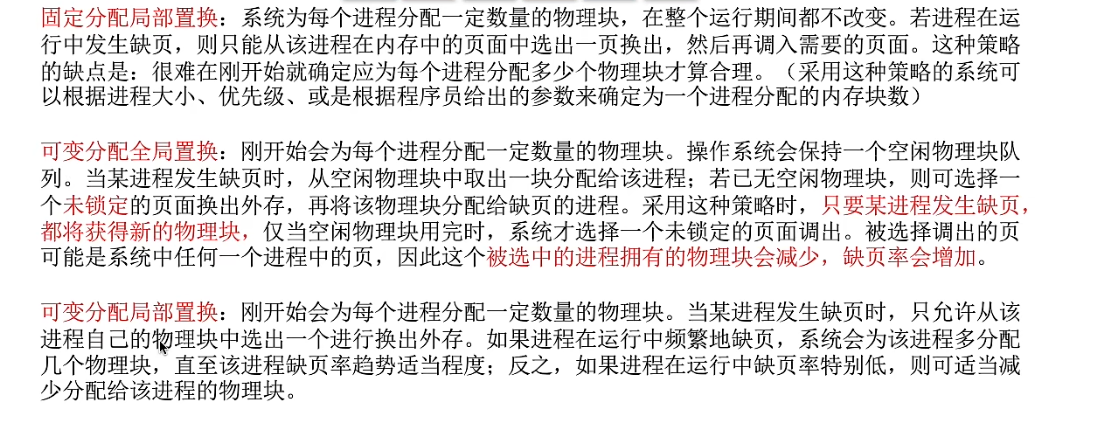 固定分配局部置换：系统为每个进程分配一定数量的物理块，在整个运行期间都不改变。若进程在运
行中发生缺页，则只能从该进程在内存中的页面中选出一页换出，然后再调入需要的页面。这种策略
的缺点是：很难在刚开始就确定应为每个进程分配多少个物理块才算合理。（采用这种策略的系统可
以根据进程大小、优先级、或是根据程序员给出的参数来确定为一个进程分配的内存块数）
可变分配全局置换：刚开始会为每个进程分配一定数量的物理块。操作系统会保持一个空闲物理块队
列。当某进程发生缺页时，从空闲物理块中取出一块分配给该进程；若已无空闲物理块，则可选择一
个未锁定的页面换出外存，再将该物理块分配给缺页的进程。采用这种策略时，只要某进程发生缺页，
都将获得新的物理块，仅当空闲物理块用完时，系统才选择一个未锁定的页面调出。被选择调出的页
可能是系统中任何一个进程中的页，因此这个被选中的进程拥有的物理块会减少，缺页率会增加。
可变分配局部置换：刚开始会为每个进程分配一定数量的物理块。当某进程发生缺页时，只允许从该
进程自己的物理块中选出一个进行换出外存。如果进程在运行中频繁地缺页，系统会为该进程多分配
几个物理块，直至该进程缺页率趋势适当程度；反之，如果进程在运行中缺页率特别低，则可适当减
少分配给该进程的物理块。